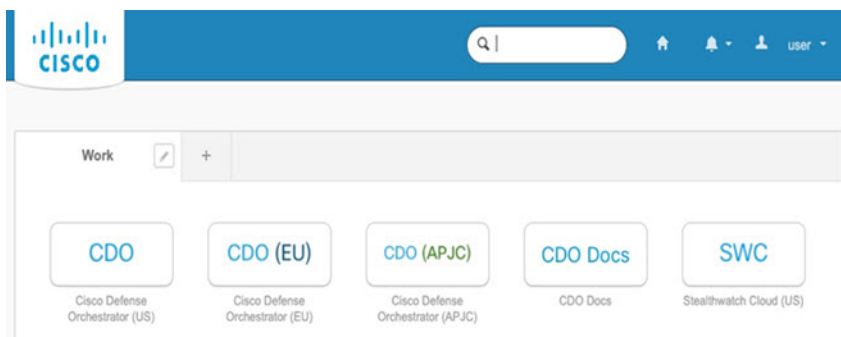 CISCO
user
Work
+
CDO
CDO (EU)
CDO (APJC)
CDO Docs
SWC
Cisco Defense
Orchestrator (US)
Cisco Defense
Orchestrator (EU)
Cisco Defense
Orchestrator (APJC)
CDO Docs
Stealthwatch Cloud (US)